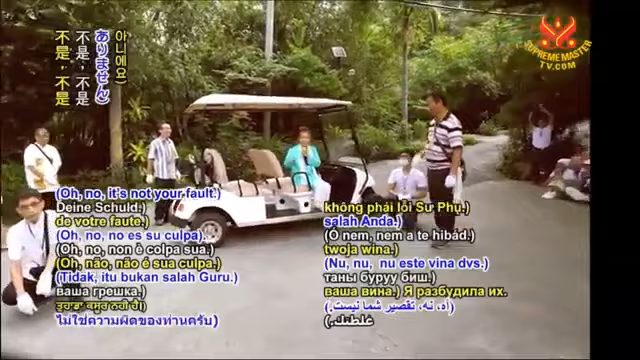 아니에요)
ありません)
不是,不是
不是,不是
SUPREME MASTER
TV.COM
(Oh, no, it's not your fault.)
Deine Schuld.)
de votre faute.)
(Oh, no, no es su culpa).
(Oh, no, non è colpa sua)
(Oh, não, não é sua culpa.)
(Tidak, itu bukan salah Guru.)
ваша грешка.)
ਤੁਹਾਡਾ ਕਸੂਰ ਨਹੀਂ ਹੈ।)
ไม่ใช่ความผิดของท่านครับ)
không phải lỗi Sư Phụ.)
salah Anda.)
(Ó nem, nem a te hibád.)
twoja wina.)
(Nu, nu, nu este vina dvs.)
таны буруу биш.)
ваша вина.) Я разбудила их.
(اه، نه، تقصیر شما نیست.)
غلطتك.)